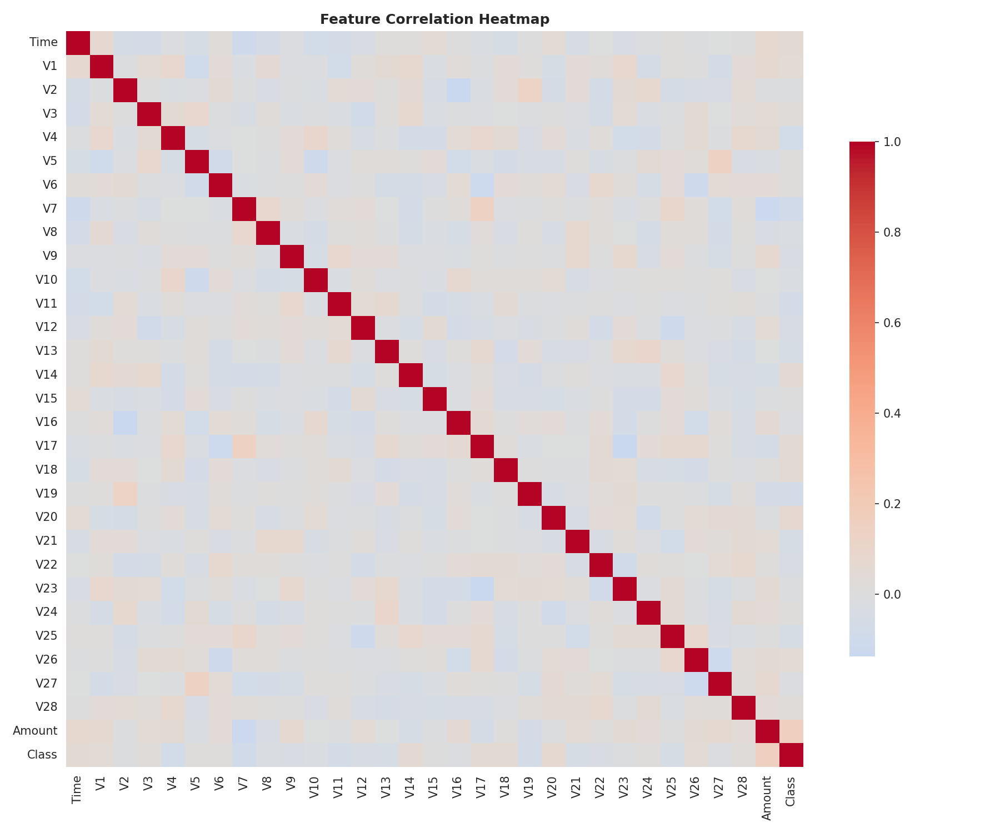 Feature Correlation Heatmap
Time
V1
V2
V3
V4
V5
V6
V7
V8
V9
V10
V11
V12
V13
V14
V15
V16
V17
V18
V19
V20
V21
V22
V23
V24
V25
V26
V27
V28
Amount
Class
Time
V1
V2
V3
V4
V5
V6
V7
V8
V9
V10
V11
V12
V13
V14
V15
V16
V17
V18
V19
V20
V21
V22
V23
V24
V25
V26
V27
V28
Amount
Class
1.0
0.8
0.6
0.4
0.2
0.0